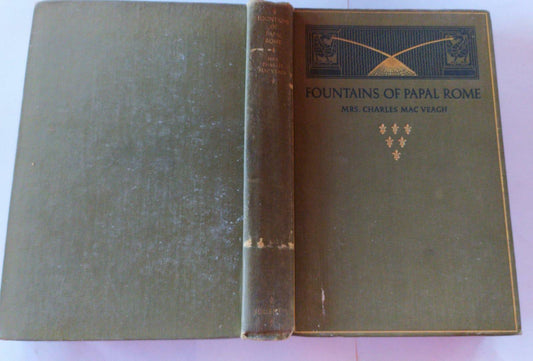 FOUNTAINS
OF
PAPAL
ROME
MRS.
CHARLES
MAC VEAGH
FOUNTAINS OF PAPAL ROME
MRS. CHARLES MAC VEAGH